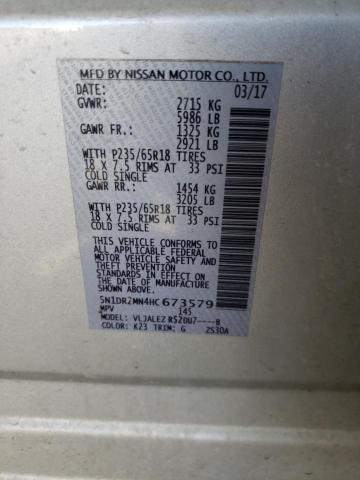 MFD BY NISSAN MOTOR CO., LTD.
DATE: 03/17
GVWR: 2715 KG
5986 LB
GAWR FR.: 1325 KG
2921 LB
WITH P235/65R18 TIRES
18 X 7.5 RIMS AT 33 PSI
COLD SINGLE
GAWR RR.: 1454 KG
3205 LB
WITH P235/65R18 TIRES
18 X 7.5 RIMS AT 33 PSI
COLD SINGLE
THIS VEHICLE CONFORMS TO
ALL APPLICABLE FEDERAL
MOTOR VEHICLE SAFETY
STANDARDS IN EFFECT ON
THE DATE OF MANUFACTURE
SHOWN ABOVE.
5N1DR2MN4HC673579
MPV 145
MODEL: VLJALEZ R52DU7----B
COLOR: K23 TRIM: G 2S30A